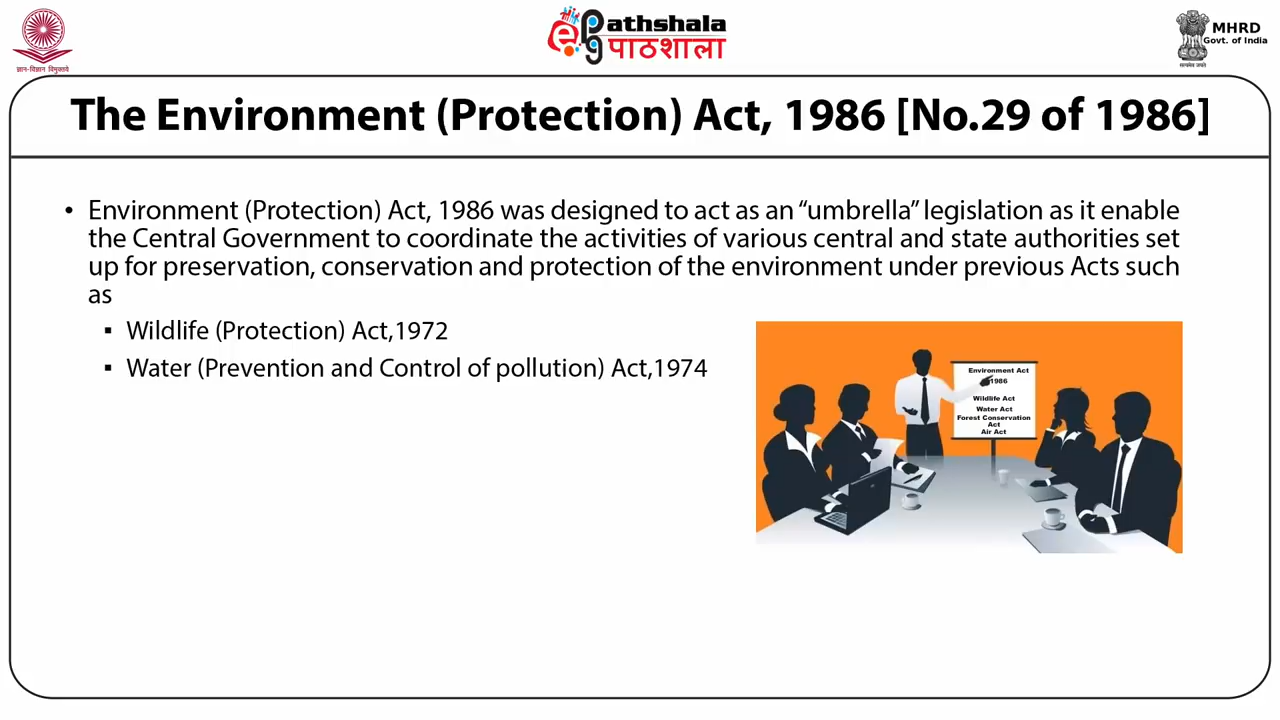 ज्ञान-विज्ञान विमुक्तये
ePathshala
पाठशाला
सत्यमेव जयते
MHRD
Govt. of India
The Environment (Protection) Act, 1986 [No.29 of 1986]
• Environment (Protection) Act, 1986 was designed to act as an “umbrella” legislation as it enable
the Central Government to coordinate the activities of various central and state authorities set
up for preservation, conservation and protection of the environment under previous Acts such
as
▪ Wildlife (Protection) Act,1972
▪ Water (Prevention and Control of pollution) Act,1974
Environment Act
1986
Wildlife Act
Water Act
Forest Conservation
Act
Air Act